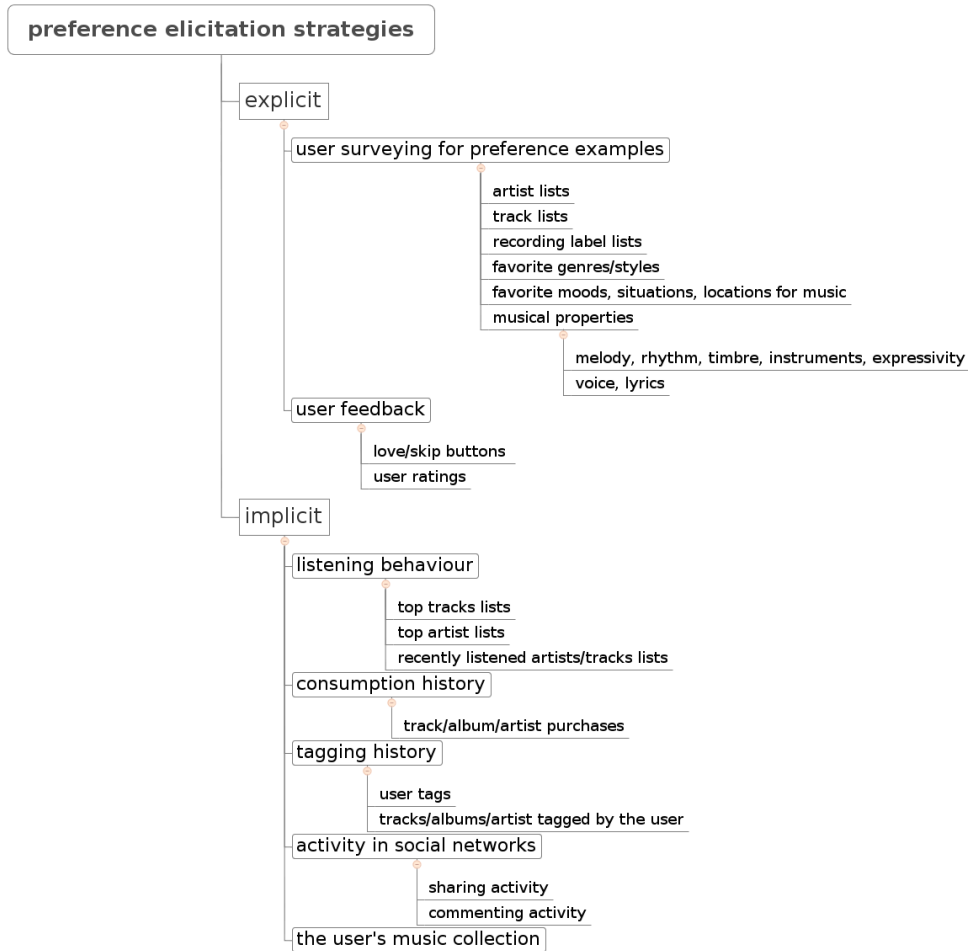 preference elicitation strategies
explicit
user surveying for preference examples
artist lists
track lists
recording label lists
favorite genres/styles
favorite moods, situations, locations for music
musical properties
melody, rhythm, timbre, instruments, expressivity
voice, lyrics
user feedback
love/skip buttons
user ratings
implicit
listening behaviour
top tracks lists
top artist lists
recently listened artists/tracks lists
consumption history
track/album/artist purchases
tagging history
user tags
tracks/albums/artist tagged by the user
activity in social networks
sharing activity
commenting activity
the user's music collection